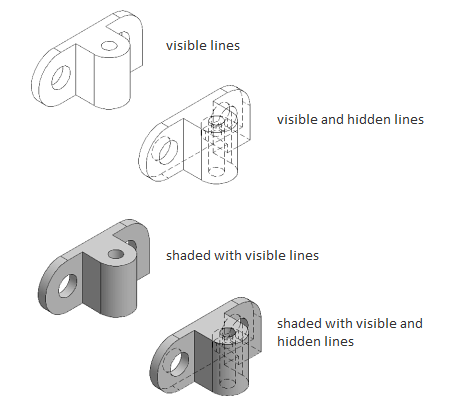 visible lines
visible and hidden lines
shaded with visible lines
shaded with visible and
hidden lines